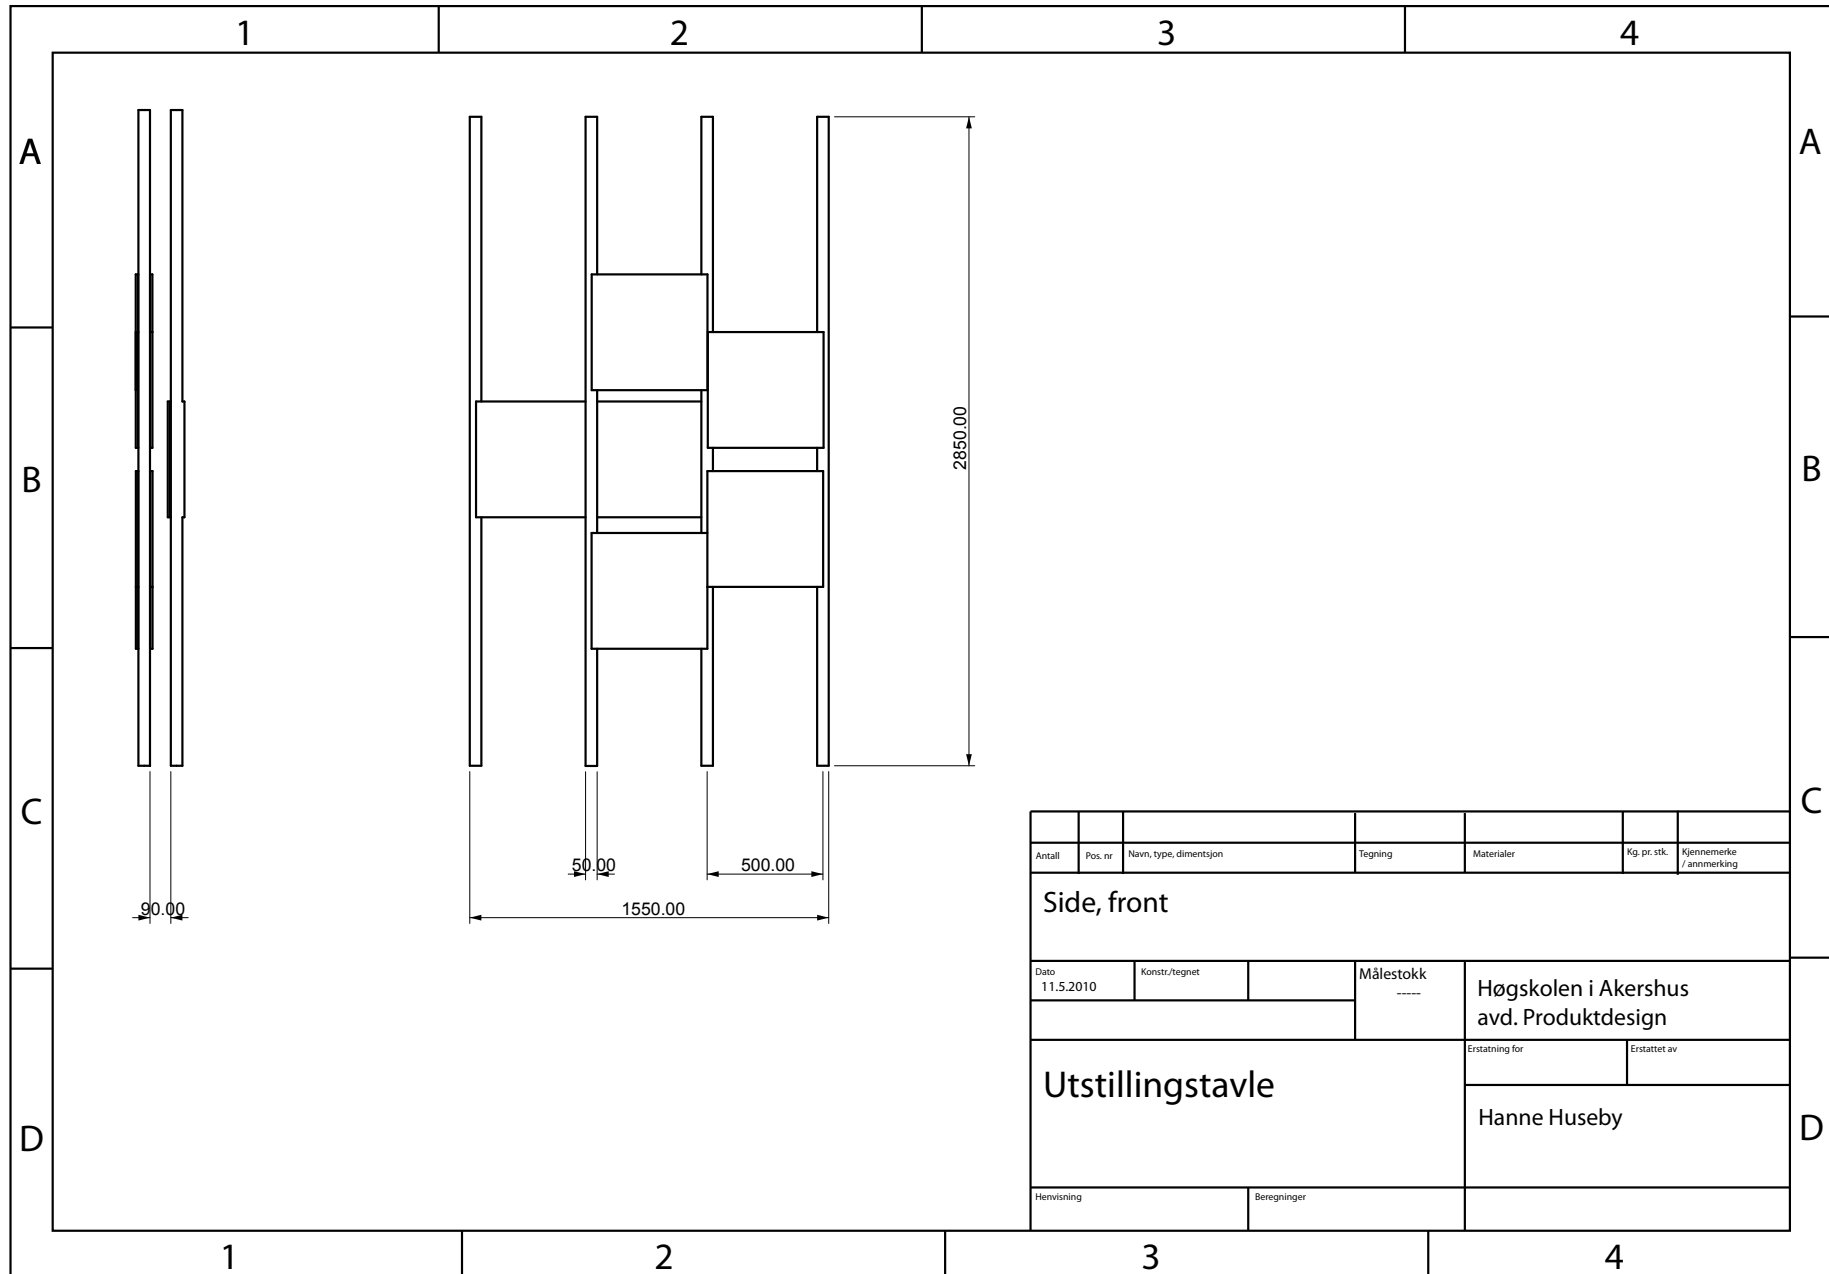 1 2 3 4
A A
B B
C C
D D
2850.00
50.00 500.00
90.00 1550.00
Antall Pos. nr Navn, type, dimentsjon Tegning Materialer Kg. pr. stk. Kjennemerke
/ annmerking
Side, front
Dato Konstr./tegnet Målestokk
11.5.2010 -----
Høgskolen i Akershus
avd. Produktdesign
Erstatning for Erstattet av
Utstillingstavle
Hanne Huseby
Henvisning Beregninger
1 2 3 4